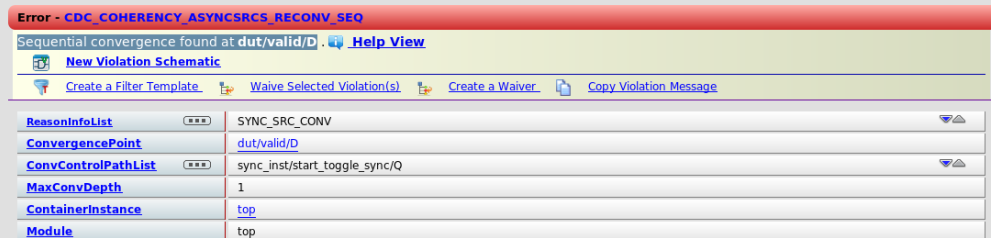 Error - CDC_COHERENCY_ASYNCSRCS_RECONV_SEQ
Sequential convergence found at dut/valid/D . Help View
New Violation Schematic
Create a Filter Template Waive Selected Violation(s) Create a Waiver Copy Violation Message
ReasonInfoList SYNC_SRC_CONV
ConvergencePoint dut/valid/D
ConvControlPathList sync_inst/start_toggle_sync/Q
MaxConvDepth 1
ContainerInstance top
Module top